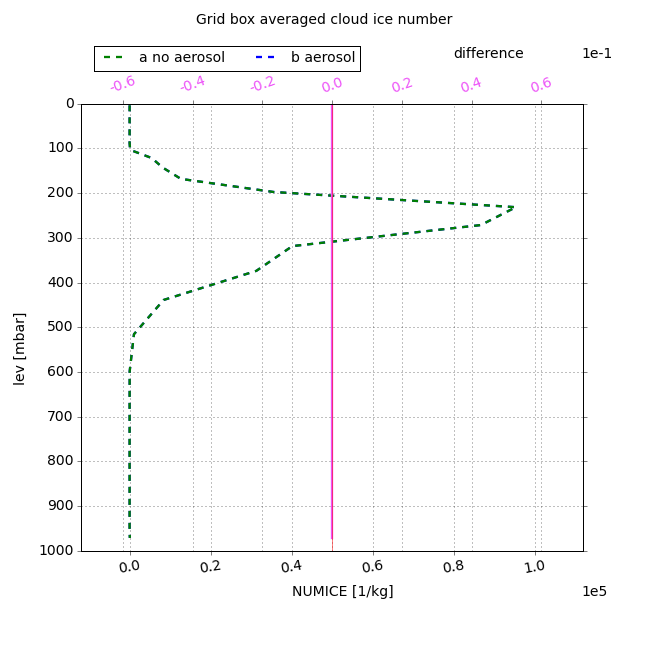 Grid box averaged cloud ice number
a no aerosol b aerosol
difference 1e-1
-0.6 -0.4 -0.2 0.0 0.2 0.4 0.6
0
100
200
300
400
500
600
700
800
900
1000
lev [mbar]
0.0 0.2 0.4 0.6 0.8 1.0
NUMICE [1/kg] 1e5